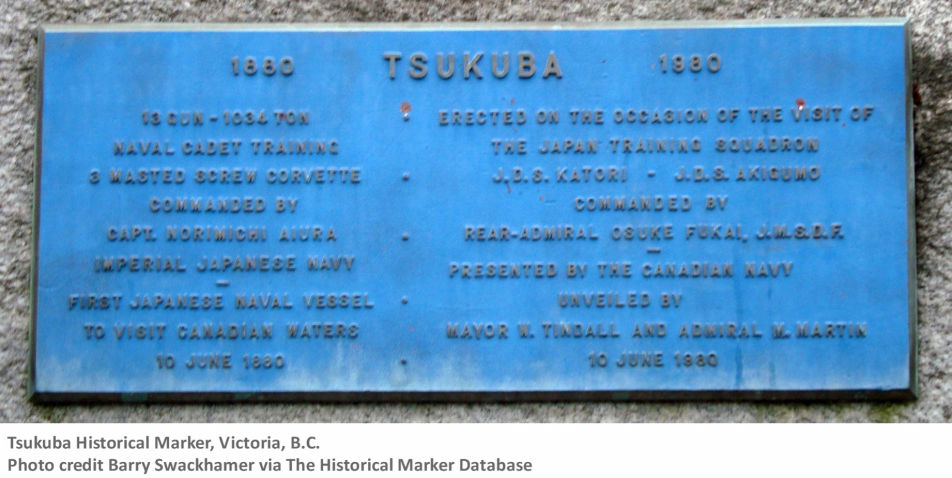 1880 TSUKUBA 1980
13 GUN - 1034 TON
NAVAL CADET TRAINING
3 MASTED SCREW CORVETTE
COMMANDED BY
CAPT. NORIMICHI AIURA
IMPERIAL JAPANESE NAVY
—
FIRST JAPANESE NAVAL VESSEL
TO VISIT CANADIAN WATERS
10 JUNE 1880
ERECTED ON THE OCCASION OF THE VISIT OF
THE JAPAN TRAINING SQUADRON
J.D.S. KATORI - J.D.S. AKIGUMO
COMMANDED BY
REAR-ADMIRAL OSUKE FUKAI, J.M.S.D.F.
—
PRESENTED BY THE CANADIAN NAVY
UNVEILED BY
MAYOR W. TINDALL AND ADMIRAL M. MARTIN
10 JUNE 1980
Tsukuba Historical Marker, Victoria, B.C.
Photo credit Barry Swackhamer via The Historical Marker Database